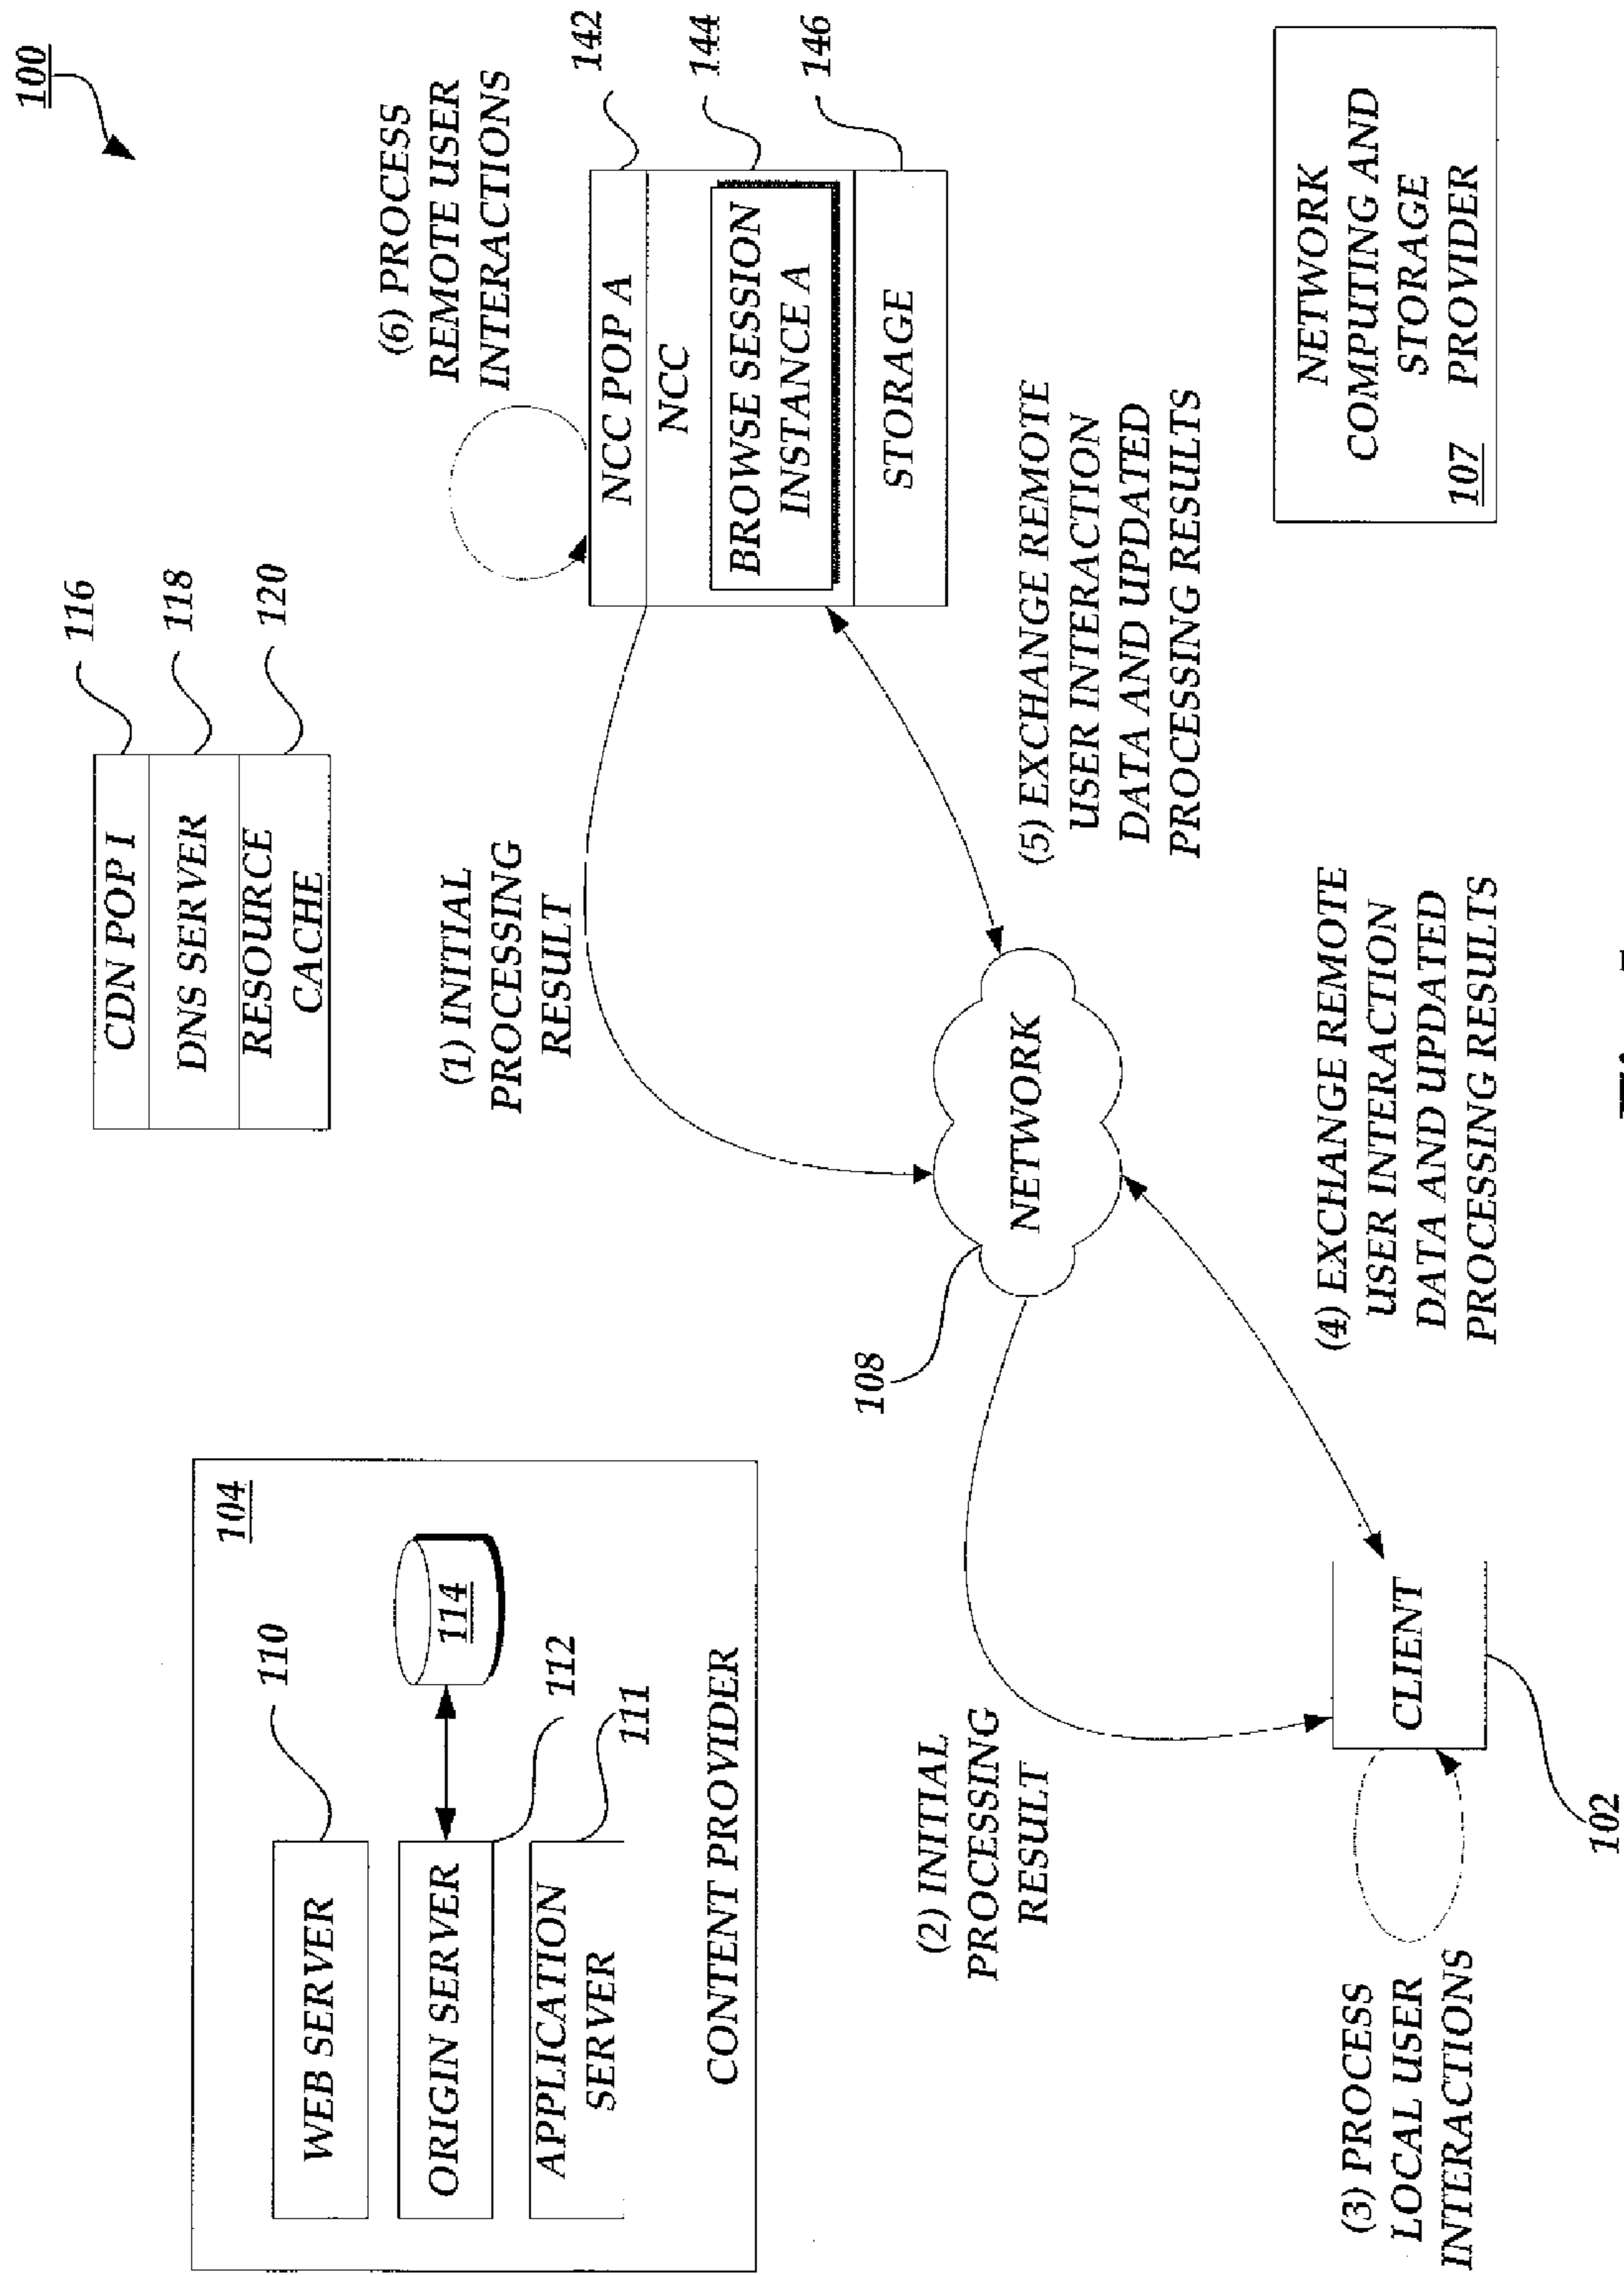 100
104
110
WEB SERVER
114
ORIGIN SERVER
112
APPLICATION
SERVER
111
CONTENT PROVIDER
CDN POP I
116
DNS SERVER
118
RESOURCE
CACHE
120
(6) PROCESS
REMOTE USER
INTERACTIONS
NCC POP A
142
NCC
144
BROWSE SESSION
INSTANCE A
STORAGE
146
(1) INITIAL
PROCESSING
RESULT
108
NETWORK
(2) INITIAL
PROCESSING
RESULT
(5) EXCHANGE REMOTE
USER INTERACTION
DATA AND UPDATED
PROCESSING RESULTS
(3) PROCESS
LOCAL USER
INTERACTIONS
CLIENT
102
(4) EXCHANGE REMOTE
USER INTERACTION
DATA AND UPDATED
PROCESSING RESULTS
NETWORK
COMPUTING AND
STORAGE
PROVIDER
107